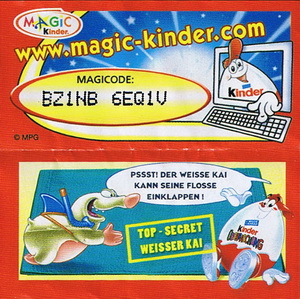 MAGIC
Kinder
www.magic-kinder.com
MAGICODE:
BZ1NB 6EQ1V
Kinder
© MPG
PSSST! DER WEISSE KAI
KANN SEINE FLOSSE
EINKLAPPEN !
TOP - SECRET
WEISSER KAI
Kinder